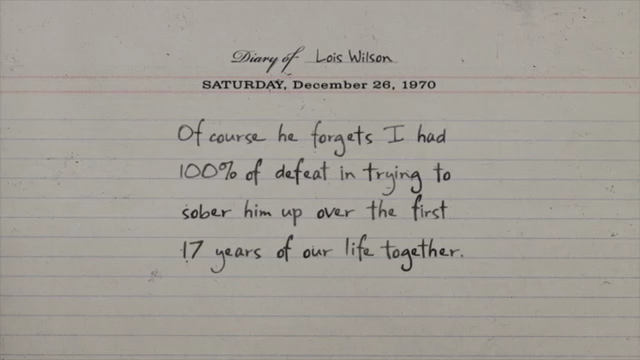 Diary of Lois Wilson
SATURDAY, December 26, 1970
Of course he forgets I had
100% of defeat in trying to
sober him up over the first
17 years of our life together.